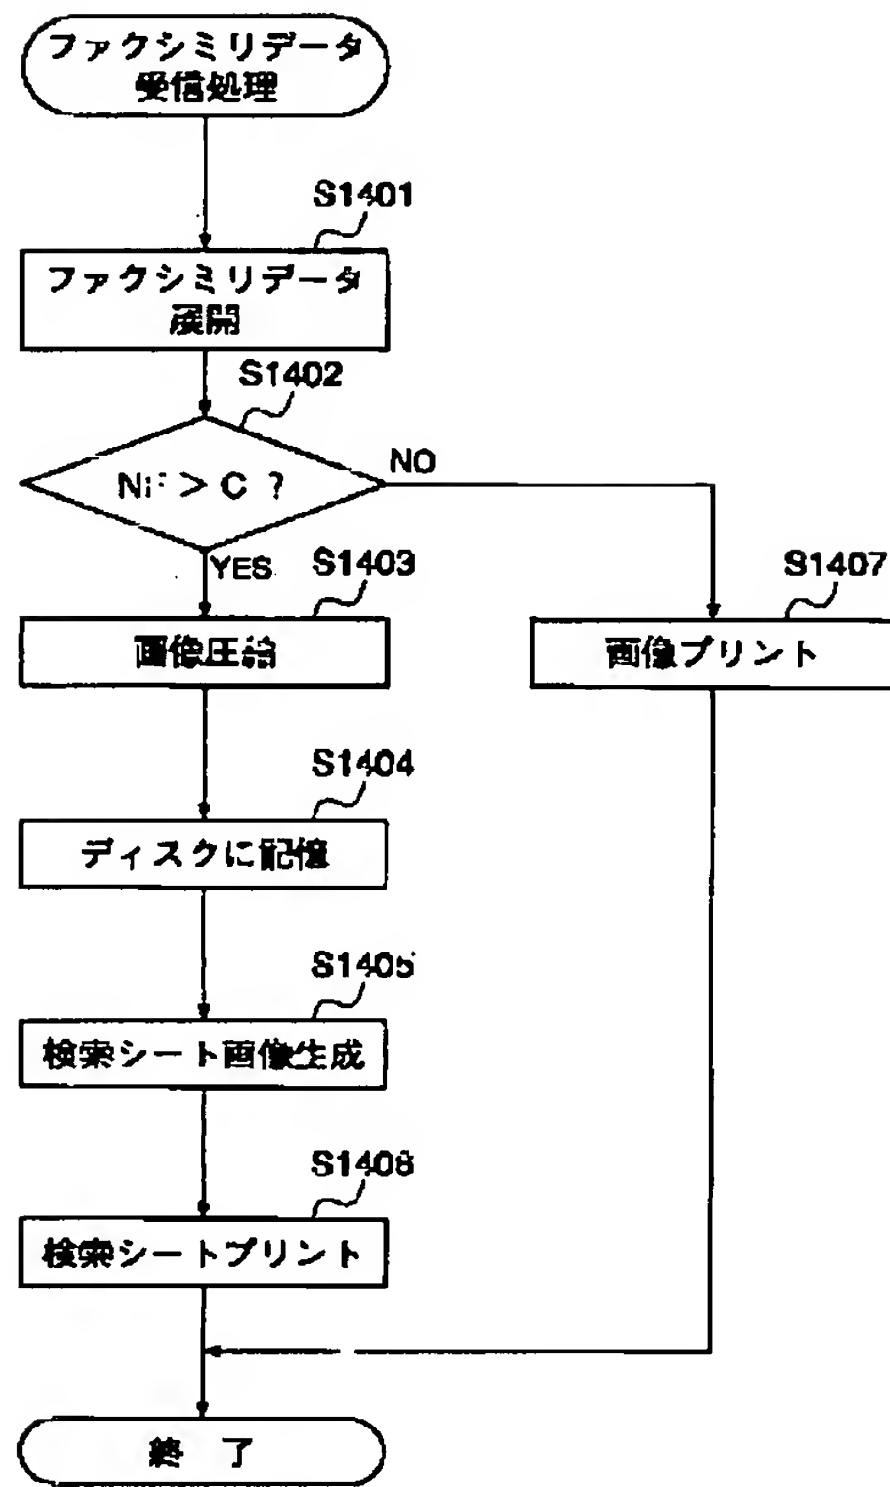 ファクシミリデータ
受信処理
S1401
ファクシミリデータ
展開
S1402
> C ?
NO
YES
S1403
画像圧縮
S1407
画像プリント
S1404
ディスクに記憶
S1405
検索シート画像生成
検索シートプリント
終 了